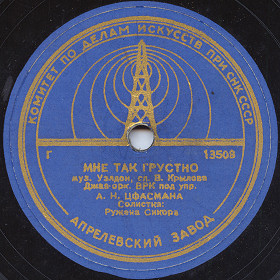 КОМИТЕТ ПО ДЕЛАМ ИСКУССТВ ПРИ СНК СССР
Г 13508
МНЕ ТАК ГРУСТНО
муз. Уэлдон, сл. В. Крылова
Джаз-орк. ВРК под упр.
А. Н. ЦФАСМАНА
Солистка:
Ружена Сикора
АПРЕЛЕВСКИЙ ЗАВОД